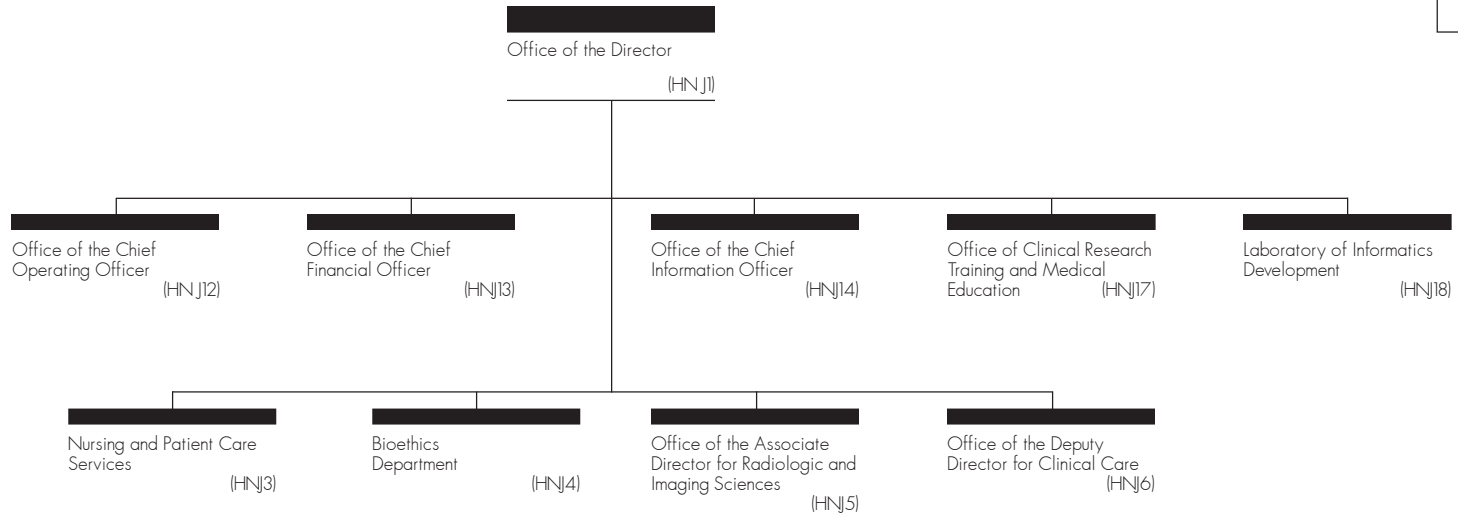 Office of the Director
(HN J1)
Office of the Chief
Operating Officer
(HN J12)
Office of the Chief
Financial Officer
(HNJ13)
Office of the Chief
Information Officer
(HNJ14)
Office of Clinical Research
Training and Medical
Education (HNJ17)
Laboratory of Informatics
Development
(HNJ18)
Nursing and Patient Care
Services
(HNJ3)
Bioethics
Department
(HNJ4)
Office of the Associate
Director for Radiologic and
Imaging Sciences
(HNJ5)
Office of the Deputy
Director for Clinical Care
(HNJ6)